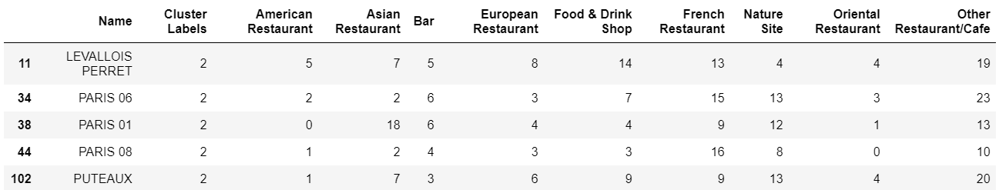 Name Cluster Labels American Restaurant Asian Restaurant Bar European Restaurant Food & Drink Shop French Restaurant Nature Site Oriental Restaurant Other Restaurant/Cafe
11 LEVALLOIS PERRET 2 5 7 5 8 14 13 4 4 19
34 PARIS 06 2 2 2 6 3 7 15 13 3 23
38 PARIS 01 2 0 18 6 4 4 9 12 1 13
44 PARIS 08 2 1 2 4 3 3 16 8 0 10
102 PUTEAUX 2 1 7 3 6 9 9 13 4 20